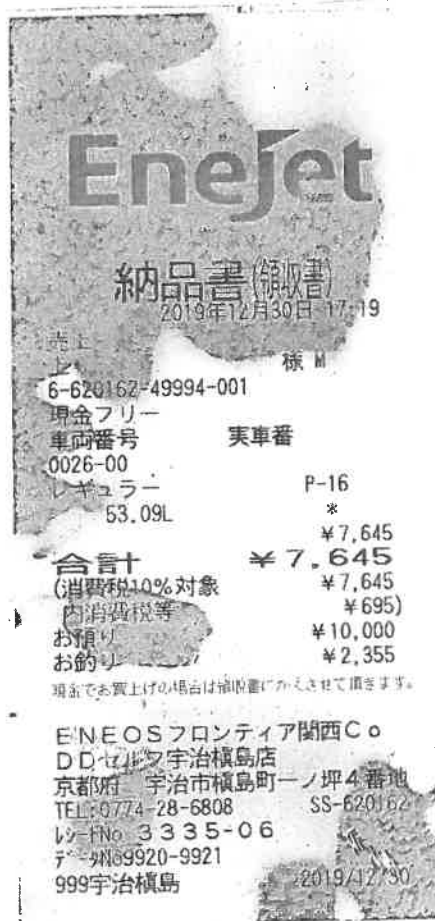 EneJet
納品書(領収書)
2019年12月30日 17:19
売上
上 様 M
6-620162-49994-001
現金フリー
車両番号 実車番
0026-00
レギュラー P-16
53.09L *
¥7,645
合計 ¥7,645
(消費税10%対象 ¥7,645
内消費税等 ¥695)
お預り ¥10,000
お釣り ¥2,355
現金でお買上げの場合は領収書にかえさせて頂きます。
ENEOSフロンティア関西Co
DDセルフ宇治槇島店
京都府 宇治市槇島町一ノ坪4番地
TEL:0774-28-6808 SS-620162
レシートNo 3335-06
データNo9920-9921
999宇治槇島 2019/12/30